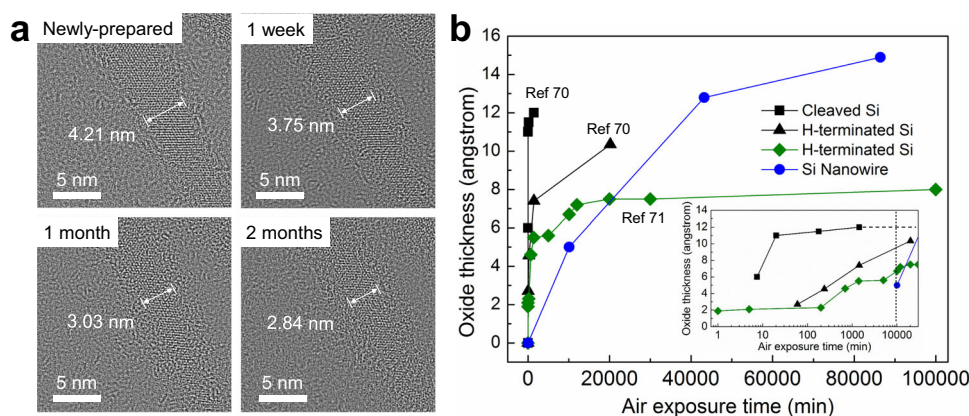 a
Newly-prepared
4.21 nm
5 nm
1 week
3.75 nm
5 nm
1 month
3.03 nm
5 nm
2 months
2.84 nm
5 nm
b
Oxide thickness (angstrom)
16
14
12
10
8
6
4
2
0
Ref 70
Ref 70
Ref 71
Cleaved Si
H-terminated Si
H-terminated Si
Si Nanowire
Oxide thickness (angstrom)
14
12
10
8
6
4
2
0
1 10 100 1000 10000
Air exposure time (min)
0 20000 40000 60000 80000 100000
Air exposure time (min)